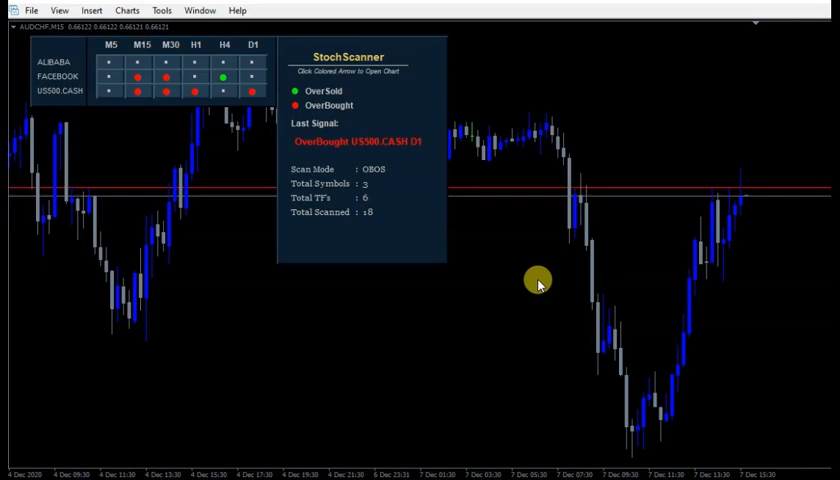 File View Insert Charts Tools Window Help
AUDCHF,M15 0.66122 0.66122 0.66121 0.66121
M5 M15 M30 H1 H4 D1
ALIBABA
FACEBOOK
US500.CASH
StochScanner
Click Colored Arrow to Open Chart
OverSold
OverBought
Last Signal:
OverBought US500.CASH D1
Scan Mode : OBOS
Total Symbols : 3
Total TF's : 6
Total Scanned : 18
4 Dec 2020 4 Dec 09:30 4 Dec 11:30 4 Dec 13:30 4 Dec 15:30 4 Dec 17:30 4 Dec 19:30 4 Dec 21:30 6 Dec 23:31 7 Dec 01:30 7 Dec 03:30 7 Dec 05:30 7 Dec 07:30 7 Dec 09:30 7 Dec 11:30 7 Dec 13:30 7 Dec 15:30